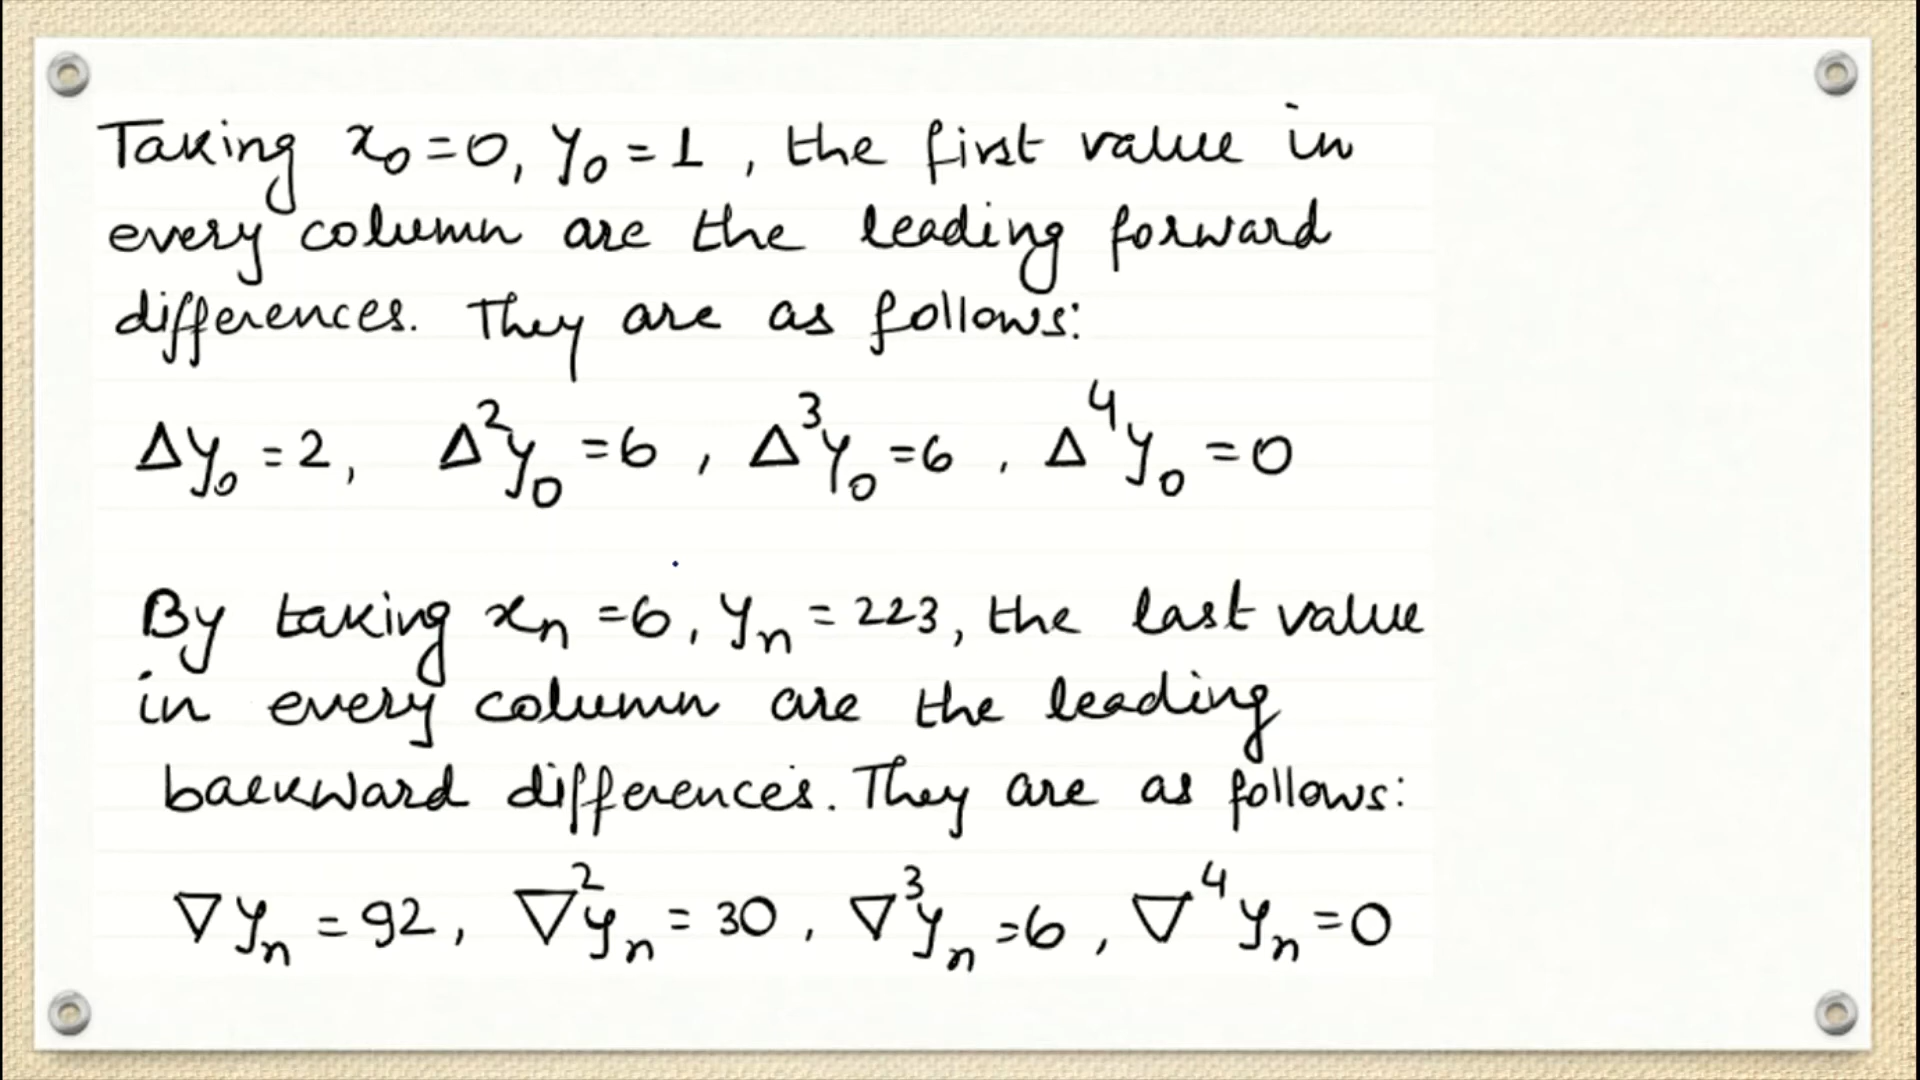 Taking x₀=0, y₀=1, the first value in
every column are the leading forward
differences. They are as follows:
Δy₀=2, Δ²y₀=6, Δ³y₀=6, Δ⁴y₀=0
By taking xₙ=6, yₙ=223, the last value
in every column are the leading
backward differences. They are as follows:
∇yₙ=92, ∇²yₙ=30, ∇³yₙ=6, ∇⁴yₙ=0